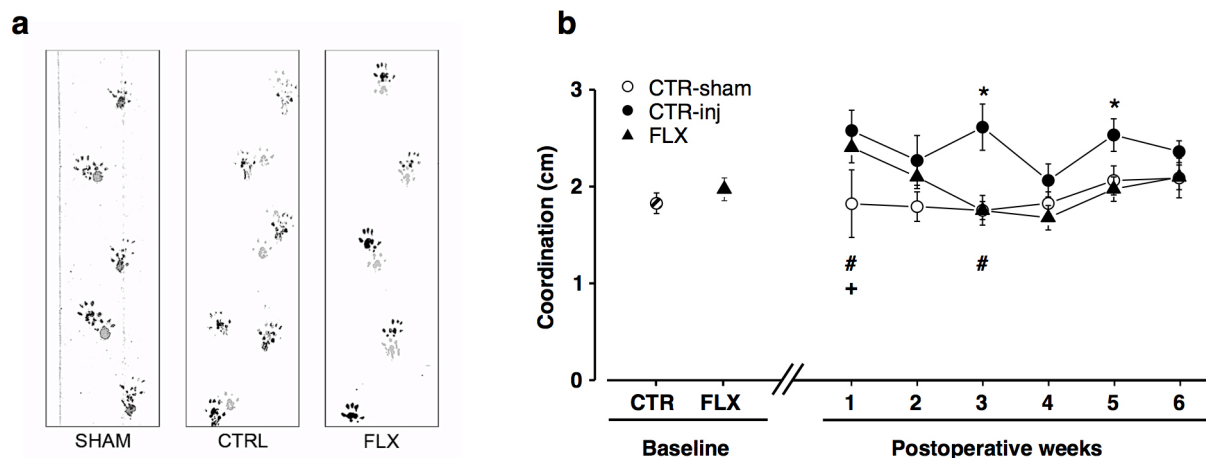 a
SHAM
CTRL
FLX
b
CTR-sham
CTR-inj
FLX
Coordination (cm)
3
2
1
0
*
*
#
#
+
CTR FLX
Baseline
1 2 3 4 5 6
Postoperative weeks